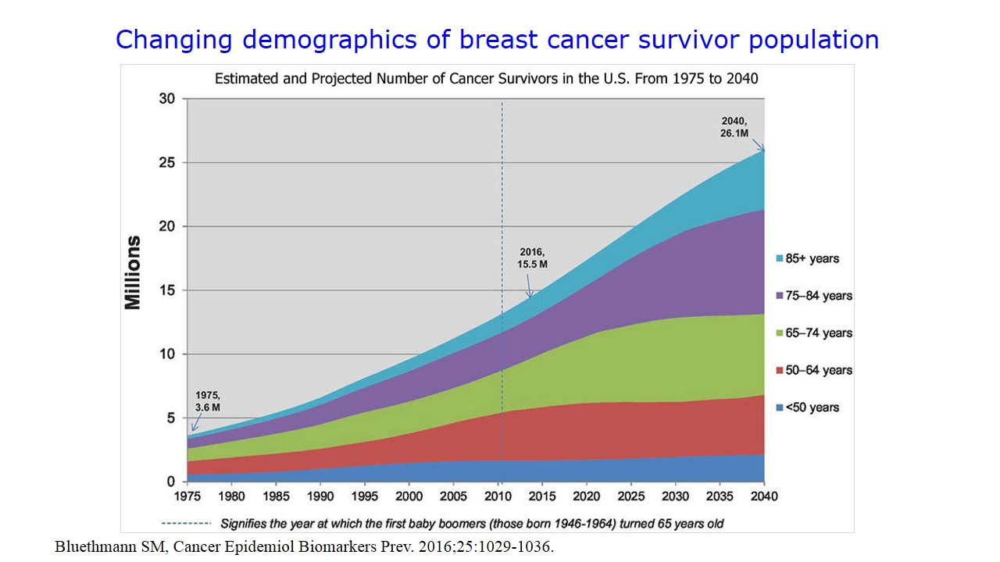 Changing demographics of breast cancer survivor population
Estimated and Projected Number of Cancer Survivors in the U.S. From 1975 to 2040
Millions
30
25
20
15
10
5
0
1975,
3.6 M
2016,
15.5 M
2040,
26.1M
85+ years
75–84 years
65–74 years
50–64 years
<50 years
1975 1980 1985 1990 1995 2000 2005 2010 2015 2020 2025 2030 2035 2040
Signifies the year at which the first baby boomers (those born 1946-1964) turned 65 years old
Bluethmann SM, Cancer Epidemiol Biomarkers Prev. 2016;25:1029-1036.